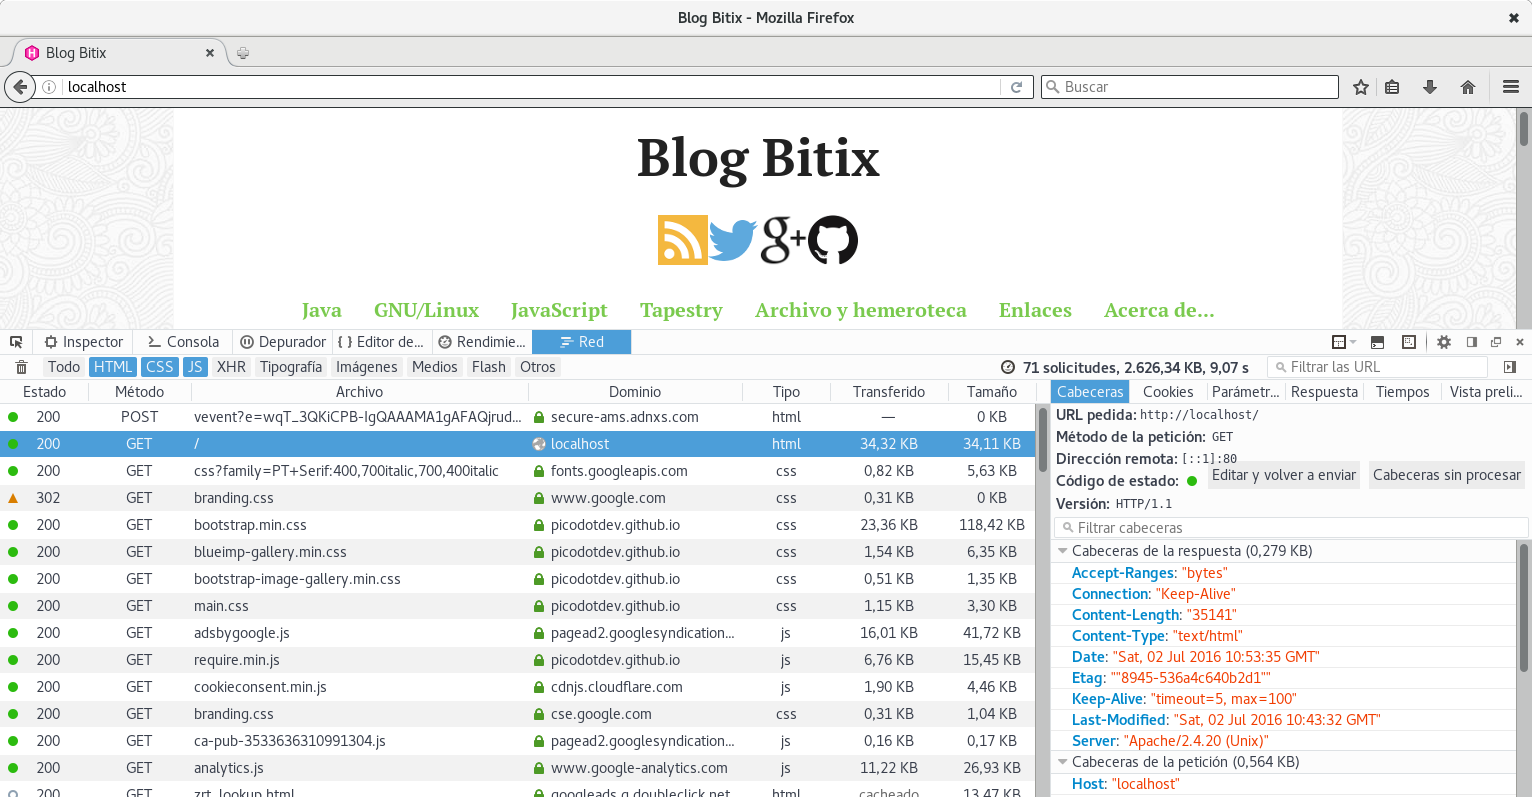 Blog Bitix - Mozilla Firefox
Blog Bitix
localhost
Buscar
Blog Bitix
Java GNU/Linux JavaScript Tapestry Archivo y hemeroteca Enlaces Acerca de...
Inspector Consola Depurador Editor de... Rendimie... Red
Todo HTML CSS JS XHR Tipografía Imágenes Medios Flash Otros 71 solicitudes, 2.626,34 KB, 9,07 s Filtrar las URL
Estado Método Archivo Dominio Tipo Transferido Tamaño
200 POST vevent?e=wqT_3QKiCPB-IgQAAAMA1gAFAQjrud... secure-ams.adnxs.com html — 0 KB
200 GET / localhost html 34,32 KB 34,11 KB
200 GET css?family=PT+Serif:400,700italic,700,400italic fonts.googleapis.com css 0,82 KB 5,63 KB
302 GET branding.css www.google.com css 0,31 KB 0 KB
200 GET bootstrap.min.css picodotdev.github.io css 23,36 KB 118,42 KB
200 GET blueimp-gallery.min.css picodotdev.github.io css 1,54 KB 6,35 KB
200 GET bootstrap-image-gallery.min.css picodotdev.github.io css 0,51 KB 1,35 KB
200 GET main.css picodotdev.github.io css 1,15 KB 3,30 KB
200 GET adsbygoogle.js pagead2.googlesyndication... js 16,01 KB 41,72 KB
200 GET require.min.js picodotdev.github.io js 6,76 KB 15,45 KB
200 GET cookieconsent.min.js cdnjs.cloudflare.com js 1,90 KB 4,46 KB
200 GET branding.css cse.google.com css 0,31 KB 1,04 KB
200 GET ca-pub-3533636310991304.js pagead2.googlesyndication... js 0,16 KB 0,17 KB
200 GET analytics.js www.google-analytics.com js 11,22 KB 26,93 KB
200 GET zrt_lookup.html googleads.g.doubleclick.net html cacheado 13,47 KB
Cabeceras Cookies Parámetr... Respuesta Tiempos Vista preli...
URL pedida: http://localhost/
Método de la petición: GET
Dirección remota: [::1]:80
Código de estado: Editar y volver a enviar Cabeceras sin procesar
Versión: HTTP/1.1
Filtrar cabeceras
Cabeceras de la respuesta (0,279 KB)
Accept-Ranges: "bytes"
Connection: "Keep-Alive"
Content-Length: "35141"
Content-Type: "text/html"
Date: "Sat, 02 Jul 2016 10:53:35 GMT"
Etag: ""8945-536a4c640b2d1""
Keep-Alive: "timeout=5, max=100"
Last-Modified: "Sat, 02 Jul 2016 10:43:32 GMT"
Server: "Apache/2.4.20 (Unix)"
Cabeceras de la petición (0,564 KB)
Host: "localhost"